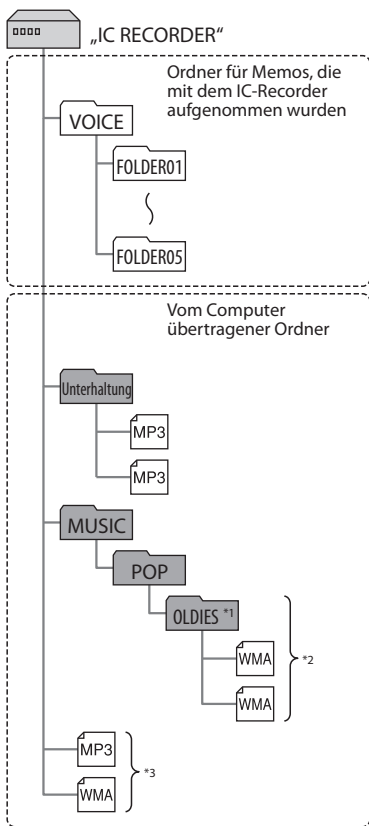 „IC RECORDER“
Ordner für Memos, die
mit dem IC-Recorder
aufgenommen wurden
VOICE
FOLDER01
FOLDER05
Vom Computer
übertragener Ordner
Unterhaltung
MP3
MP3
MUSIC
POP
OLDIES *1
WMA
*2
WMA
MP3
*3
WMA